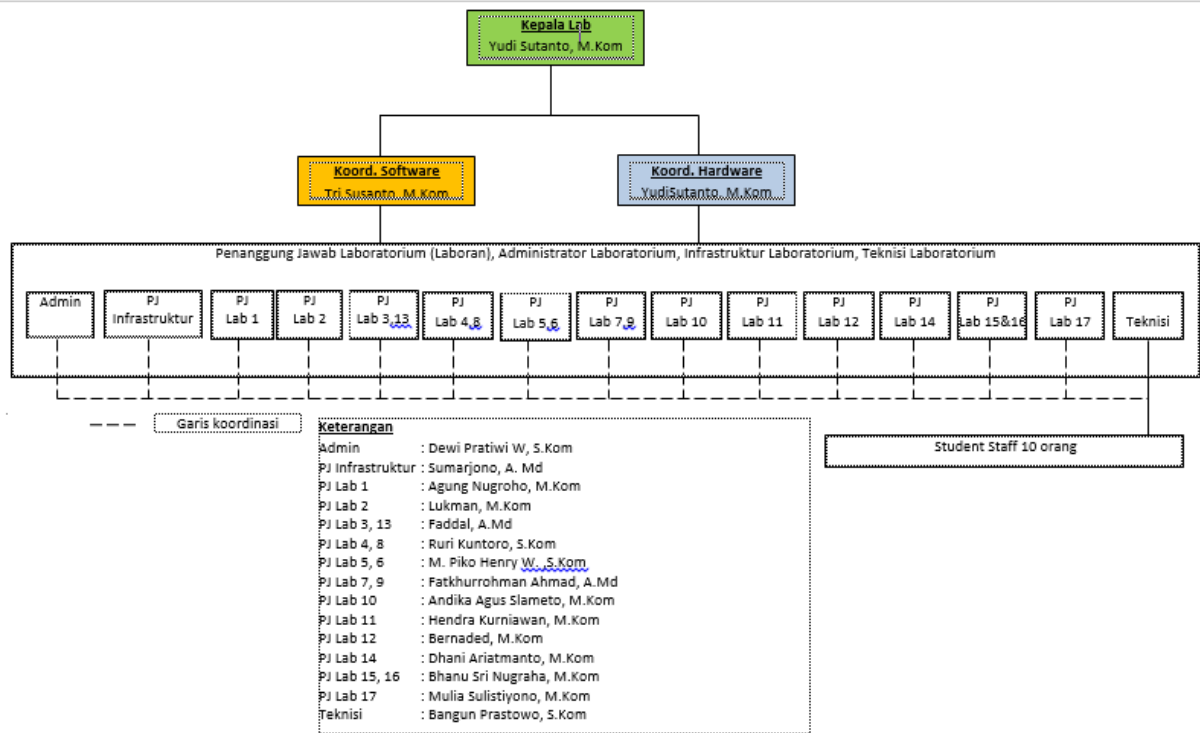 Kepala Lab
Yudi Sutanto, M.Kom
Koord. Software
Tri Susanto, M.Kom
Koord. Hardware
YudiSutanto, M.Kom
Penanggung Jawab Laboratorium (Laboran), Administrator Laboratorium, Infrastruktur Laboratorium, Teknisi Laboratorium
Admin
PJ
Infrastruktur
PJ
Lab 1
PJ
Lab 2
PJ
Lab 3,13
PJ
Lab 4,8
PJ
Lab 5,6
PJ
Lab 7,9
PJ
Lab 10
PJ
Lab 11
PJ
Lab 12
PJ
Lab 14
PJ
Lab 15&16
PJ
Lab 17
Teknisi
Garis koordinasi
Student Staff 10 orang
Keterangan
Admin : Dewi Pratiwi W, S.Kom
PJ Infrastruktur : Sumarjono, A. Md
PJ Lab 1 : Agung Nugroho, M.Kom
PJ Lab 2 : Lukman, M.Kom
PJ Lab 3, 13 : Faddal, A.Md
PJ Lab 4, 8 : Ruri Kuntoro, S.Kom
PJ Lab 5, 6 : M. Piko Henry W. ,S.Kom
PJ Lab 7, 9 : Fatkhurrohman Ahmad, A.Md
PJ Lab 10 : Andika Agus Slameto, M.Kom
PJ Lab 11 : Hendra Kurniawan, M.Kom
PJ Lab 12 : Bernaded, M.Kom
PJ Lab 14 : Dhani Ariatmanto, M.Kom
PJ Lab 15, 16 : Bhanu Sri Nugraha, M.Kom
PJ Lab 17 : Mulia Sulistiyono, M.Kom
Teknisi : Bangun Prastowo, S.Kom